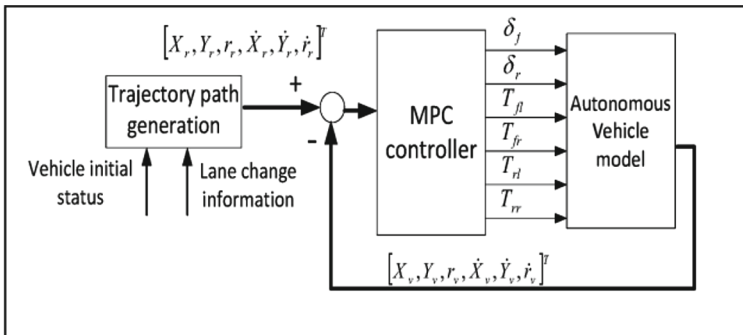 [X_r, Y_r, r_r, Ẋ_r, Ẏ_r, ṙ_r]^T
Trajectory path
generation
+
-
Vehicle initial
status
Lane change
information
MPC
controller
δ_f
δ_r
T_fl
T_fr
T_rl
T_rr
Autonomous
Vehicle
model
[X_v, Y_v, r_v, Ẋ_v, Ẏ_v, ṙ_v]^T